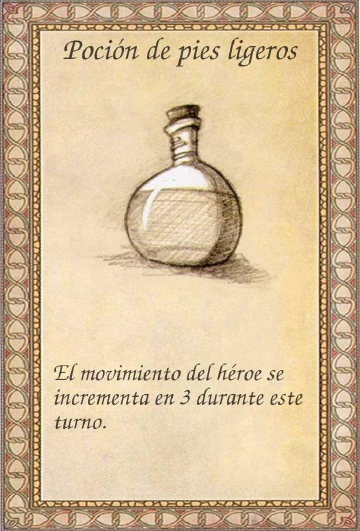 Poción de pies ligeros
El movimiento del héroe se
incrementa en 3 durante este
turno.